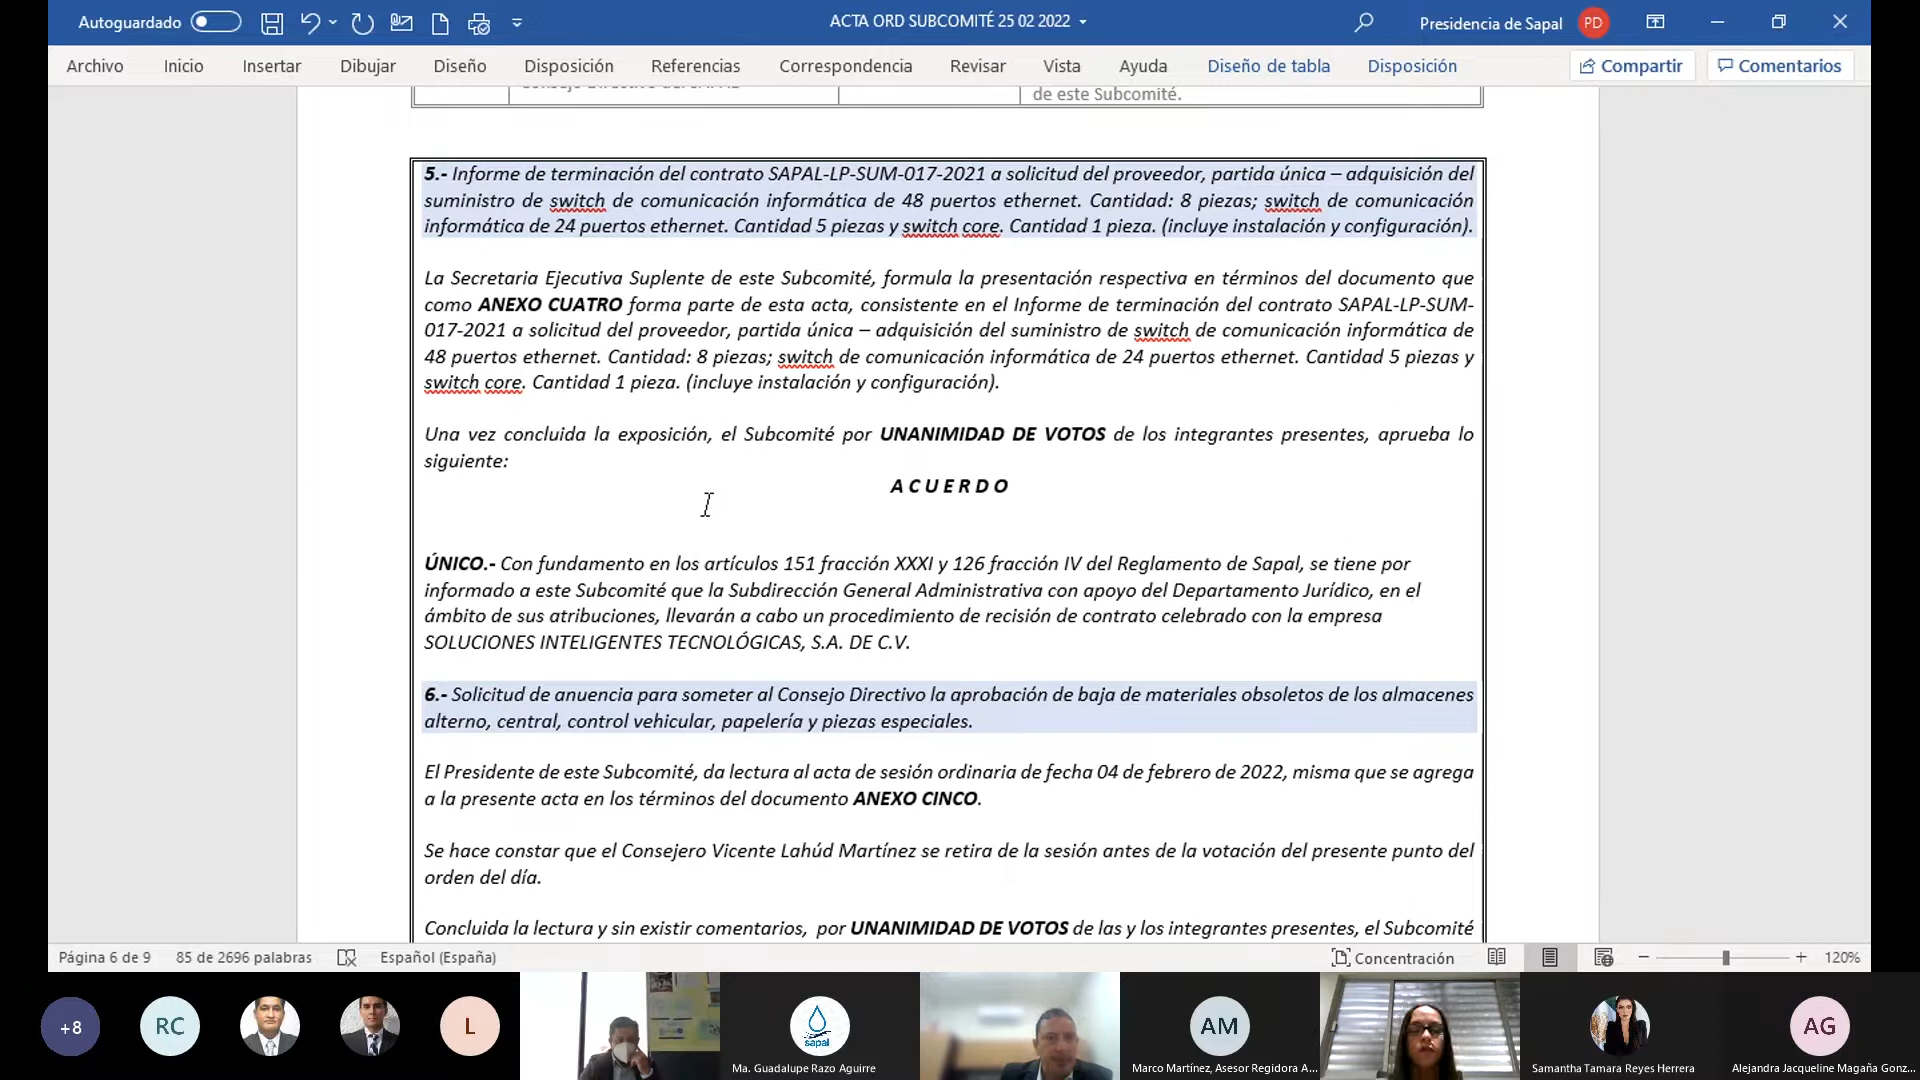 Autoguardado
ACTA ORD SUBCOMITÉ 25 02 2022
Presidencia de Sapal
PD
Archivo Inicio Insertar Dibujar Diseño Disposición Referencias Correspondencia Revisar Vista Ayuda Diseño de tabla Disposición Compartir Comentarios
de este Subcomité.
5.- Informe de terminación del contrato SAPAL-LP-SUM-017-2021 a solicitud del proveedor, partida única – adquisición del
suministro de switch de comunicación informática de 48 puertos ethernet. Cantidad: 8 piezas; switch de comunicación
informática de 24 puertos ethernet. Cantidad 5 piezas y switch core. Cantidad 1 pieza. (incluye instalación y configuración).
La Secretaria Ejecutiva Suplente de este Subcomité, formula la presentación respectiva en términos del documento que
como ANEXO CUATRO forma parte de esta acta, consistente en el Informe de terminación del contrato SAPAL-LP-SUM-
017-2021 a solicitud del proveedor, partida única – adquisición del suministro de switch de comunicación informática de
48 puertos ethernet. Cantidad: 8 piezas; switch de comunicación informática de 24 puertos ethernet. Cantidad 5 piezas y
switch core. Cantidad 1 pieza. (incluye instalación y configuración).
Una vez concluida la exposición, el Subcomité por UNANIMIDAD DE VOTOS de los integrantes presentes, aprueba lo
siguiente:
A C U E R D O
ÚNICO.- Con fundamento en los artículos 151 fracción XXXI y 126 fracción IV del Reglamento de Sapal, se tiene por
informado a este Subcomité que la Subdirección General Administrativa con apoyo del Departamento Jurídico, en el
ámbito de sus atribuciones, llevarán a cabo un procedimiento de recisión de contrato celebrado con la empresa
SOLUCIONES INTELIGENTES TECNOLÓGICAS, S.A. DE C.V.
6.- Solicitud de anuencia para someter al Consejo Directivo la aprobación de baja de materiales obsoletos de los almacenes
alterno, central, control vehicular, papelería y piezas especiales.
El Presidente de este Subcomité, da lectura al acta de sesión ordinaria de fecha 04 de febrero de 2022, misma que se agrega
a la presente acta en los términos del documento ANEXO CINCO.
Se hace constar que el Consejero Vicente Lahúd Martínez se retira de la sesión antes de la votación del presente punto del
orden del día.
Concluida la lectura y sin existir comentarios, por UNANIMIDAD DE VOTOS de las y los integrantes presentes, el Subcomité
Página 6 de 9 85 de 2696 palabras Español (España) Concentración 120%
+8 RC L sapal AM AG
Ma. Guadalupe Razo Aguirre
Marco Martínez, Asesor Regidora A...
Samantha Tamara Reyes Herrera
Alejandra Jacqueline Magaña Gonz...